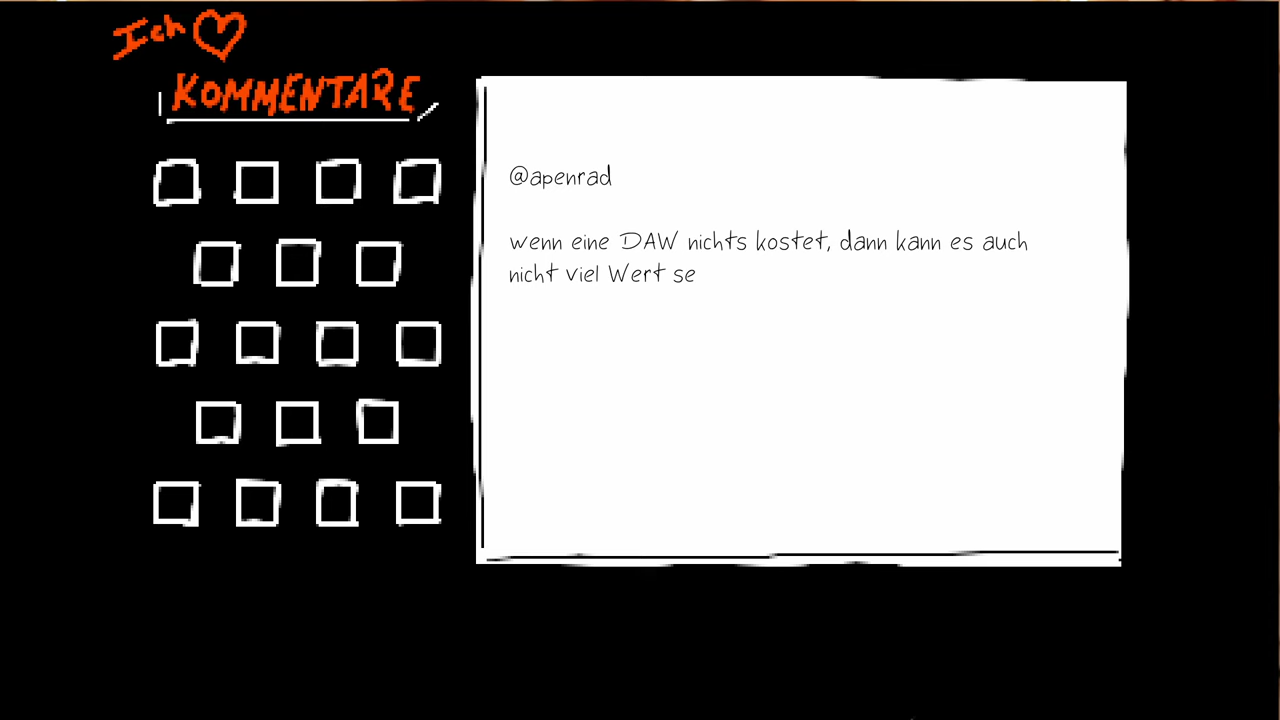 Ich
KOMMENTARE
@apenrad
wenn eine DAW nichts kostet, dann kann es auch
nicht viel Wert se